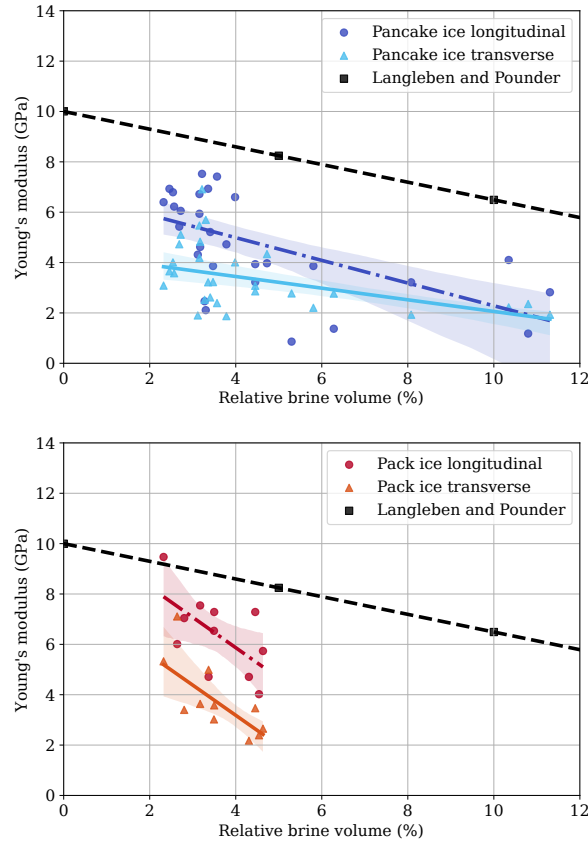 14
12
10
8
6
4
2
0
Young's modulus (GPa)
Pancake ice longitudinal
Pancake ice transverse
Langleben and Pounder
0 2 4 6 8 10 12
Relative brine volume (%)
14
12
10
8
6
4
2
0
Young's modulus (GPa)
Pack ice longitudinal
Pack ice transverse
Langleben and Pounder
0 2 4 6 8 10 12
Relative brine volume (%)